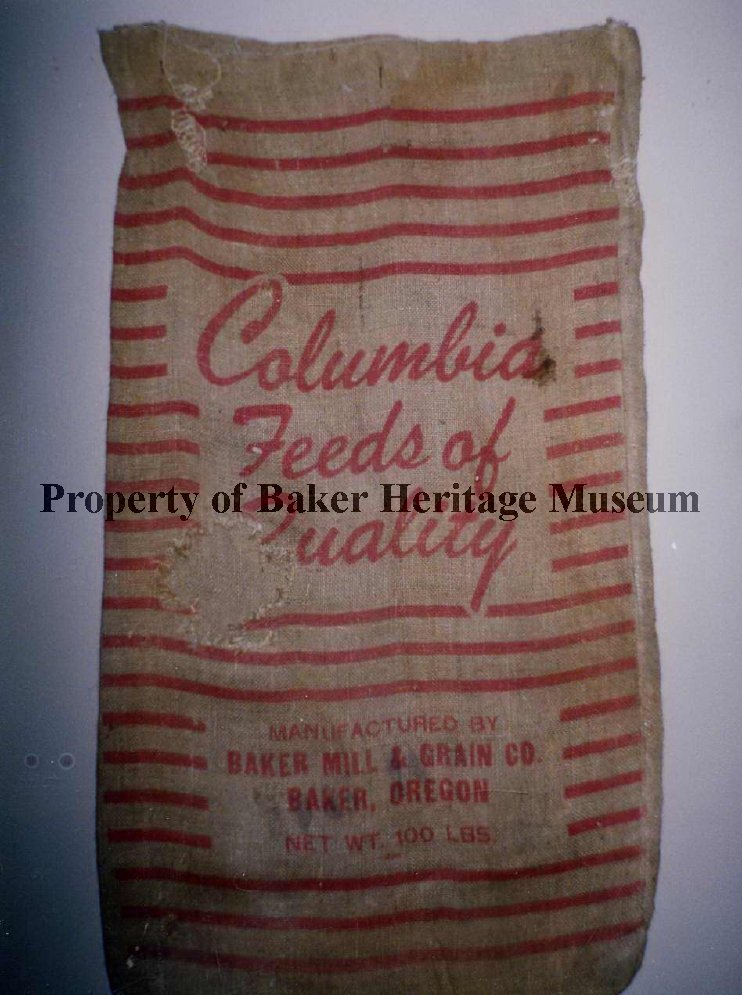 Columbia
Feeds of
Property of Baker Heritage Museum
uality
MANUFACTURED BY
BAKER MILL & GRAIN CO.
BAKER, OREGON
NET WT. 100 LBS.